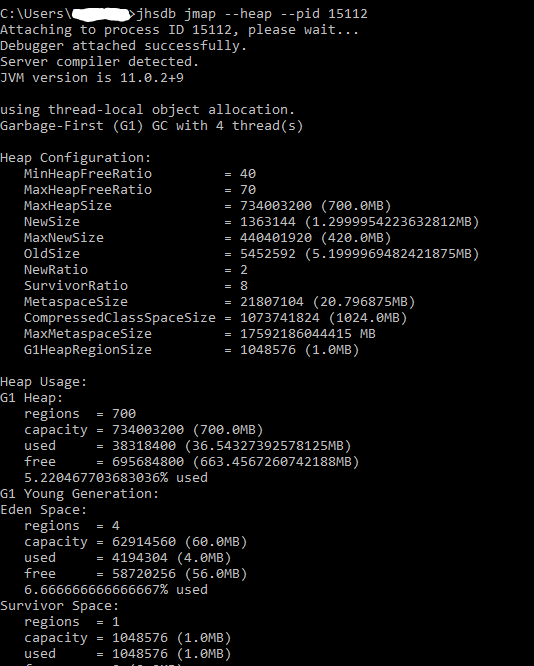 C:\Users\ >jhsdb jmap --heap --pid 15112
Attaching to process ID 15112, please wait...
Debugger attached successfully.
Server compiler detected.
JVM version is 11.0.2+9
using thread-local object allocation.
Garbage-First (G1) GC with 4 thread(s)
Heap Configuration:
MinHeapFreeRatio = 40
MaxHeapFreeRatio = 70
MaxHeapSize = 734003200 (700.0MB)
NewSize = 1363144 (1.2999954223632812MB)
MaxNewSize = 440401920 (420.0MB)
OldSize = 5452592 (5.1999969482421875MB)
NewRatio = 2
SurvivorRatio = 8
MetaspaceSize = 21807104 (20.796875MB)
CompressedClassSpaceSize = 1073741824 (1024.0MB)
MaxMetaspaceSize = 17592186044415 MB
G1HeapRegionSize = 1048576 (1.0MB)
Heap Usage:
G1 Heap:
regions = 700
capacity = 734003200 (700.0MB)
used = 38318400 (36.54327392578125MB)
free = 695684800 (663.4567260742188MB)
5.220467703683036% used
G1 Young Generation:
Eden Space:
regions = 4
capacity = 62914560 (60.0MB)
used = 4194304 (4.0MB)
free = 58720256 (56.0MB)
6.666666666666667% used
Survivor Space:
regions = 1
capacity = 1048576 (1.0MB)
used = 1048576 (1.0MB)